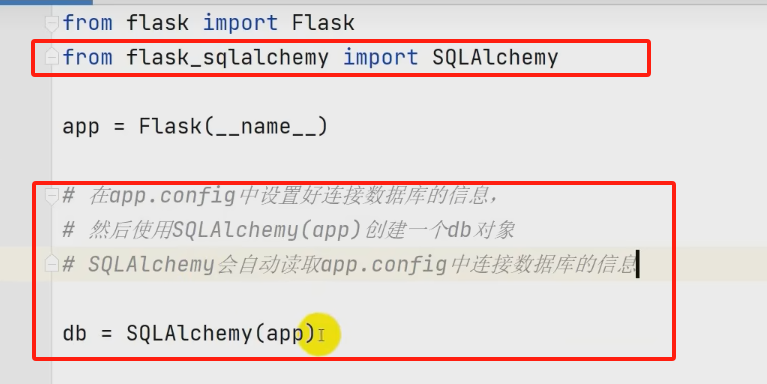 from flask import Flask
from flask_sqlalchemy import SQLAlchemy
app = Flask(__name__)
# 在app.config中设置好连接数据库的信息，
# 然后使用SQLAlchemy(app)创建一个db对象
# SQLAlchemy会自动读取app.config中连接数据库的信息
db = SQLAlchemy(app)